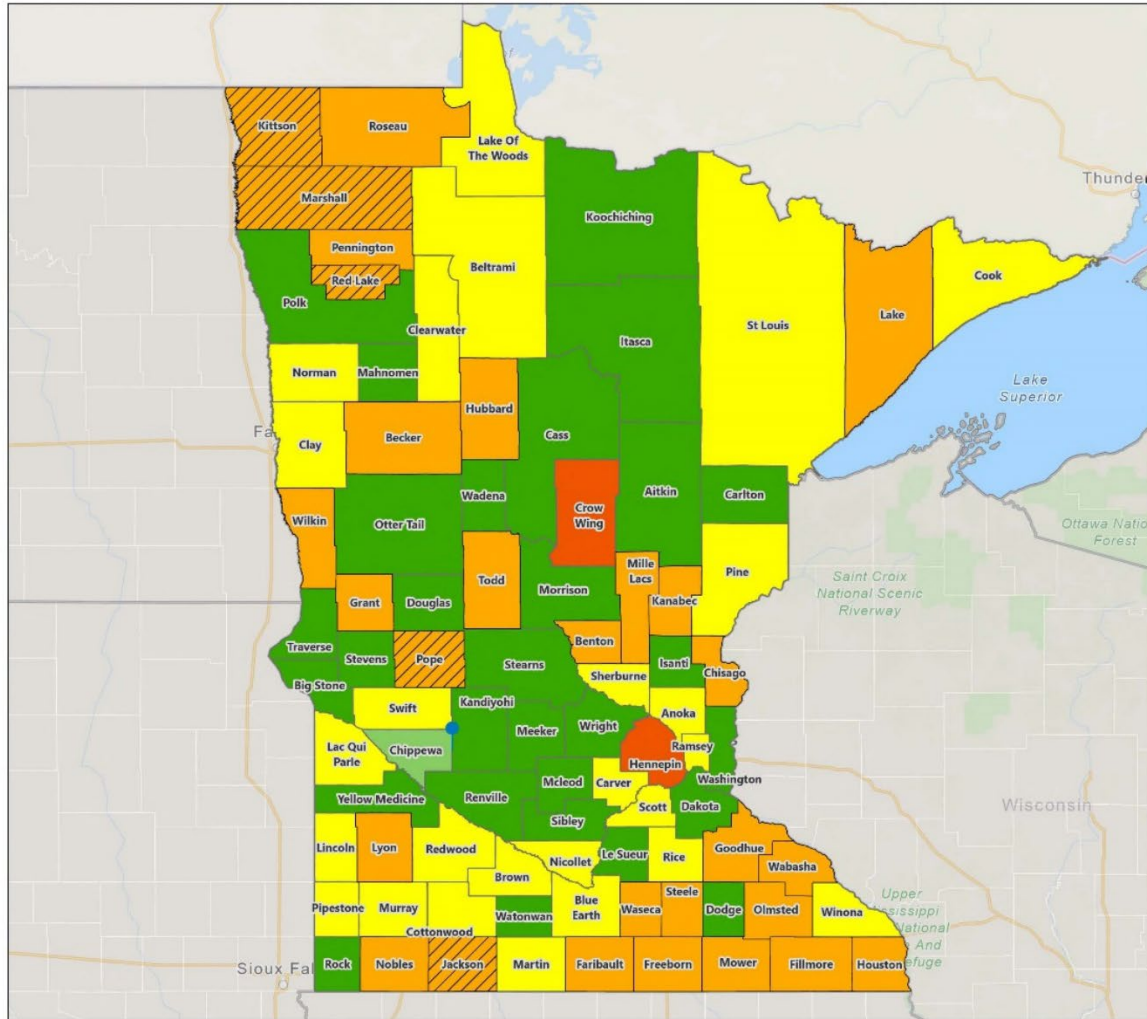 Kittson
Roseau
Lake Of
The Woods
Marshall
Koochiching
Thunder
Pennington
Beltrami
Cook
Red Lake
Polk
St Louis
Lake
Clearwater
Itasca
Norman
Mahnomen
Lake
Superior
Hubbard
Fa
Clay
Becker
Cass
Wadena
Aitkin
Carlton
Crow
Wing
Wilkin
Otter Tail
Ottawa Nation
Forest
Pine
Mille
Lacs
Todd
Saint Croix
National Scenic
Riverway
Morrison
Kanabec
Grant
Douglas
Benton
Traverse
Stevens
Pope
Stearns
Isanti
Chisago
Sherburne
Big Stone
Swift
Kandiyohi
Anoka
Meeker
Wright
Lac Qui
Parle
Chippewa
Ramsey
Hennepin
Washington
Mcleod
Carver
Yellow Medicine
Renville
Scott
Dakota
Wisconsin
Sibley
Lincoln
Lyon
Redwood
Nicollet
Le Sueur
Rice
Goodhue
Wabasha
Brown
Blue
Earth
Waseca
Steele
Dodge
Olmsted
Winona
Upper
ississippi
National
And
efuge
Pipestone
Murray
Cottonwood
Watonwan
Rock
Nobles
Jackson
Martin
Faribault
Freeborn
Mower
Fillmore
Houston
Sioux Fal